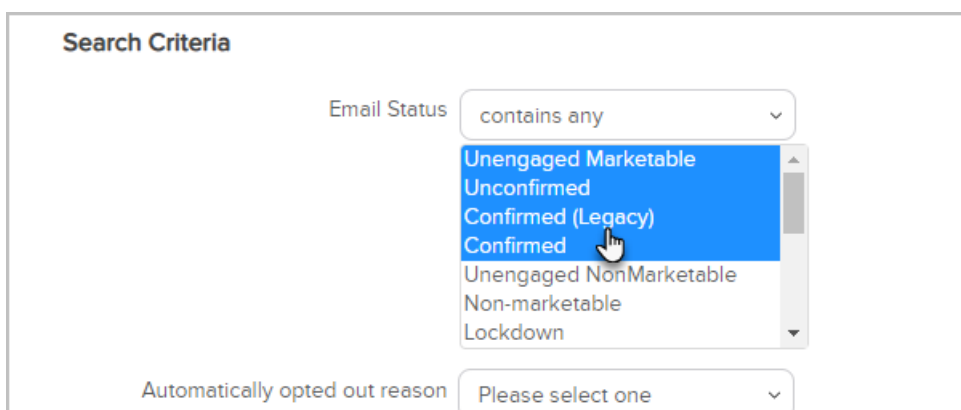 Search Criteria
Email Status
contains any
Unengaged Marketable
Unconfirmed
Confirmed (Legacy)
Confirmed
Unengaged NonMarketable
Non-marketable
Lockdown
Automatically opted out reason
Please select one